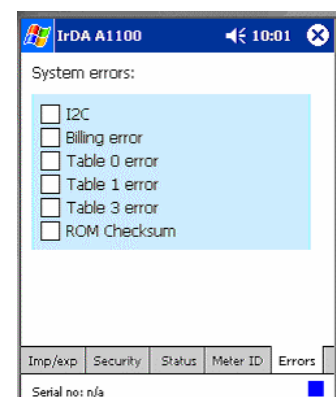 IrDA A1100 10:01
System errors:
I2C
Billing error
Table 0 error
Table 1 error
Table 3 error
ROM Checksum
Imp/exp Security Status Meter ID Errors
Serial no: n/a